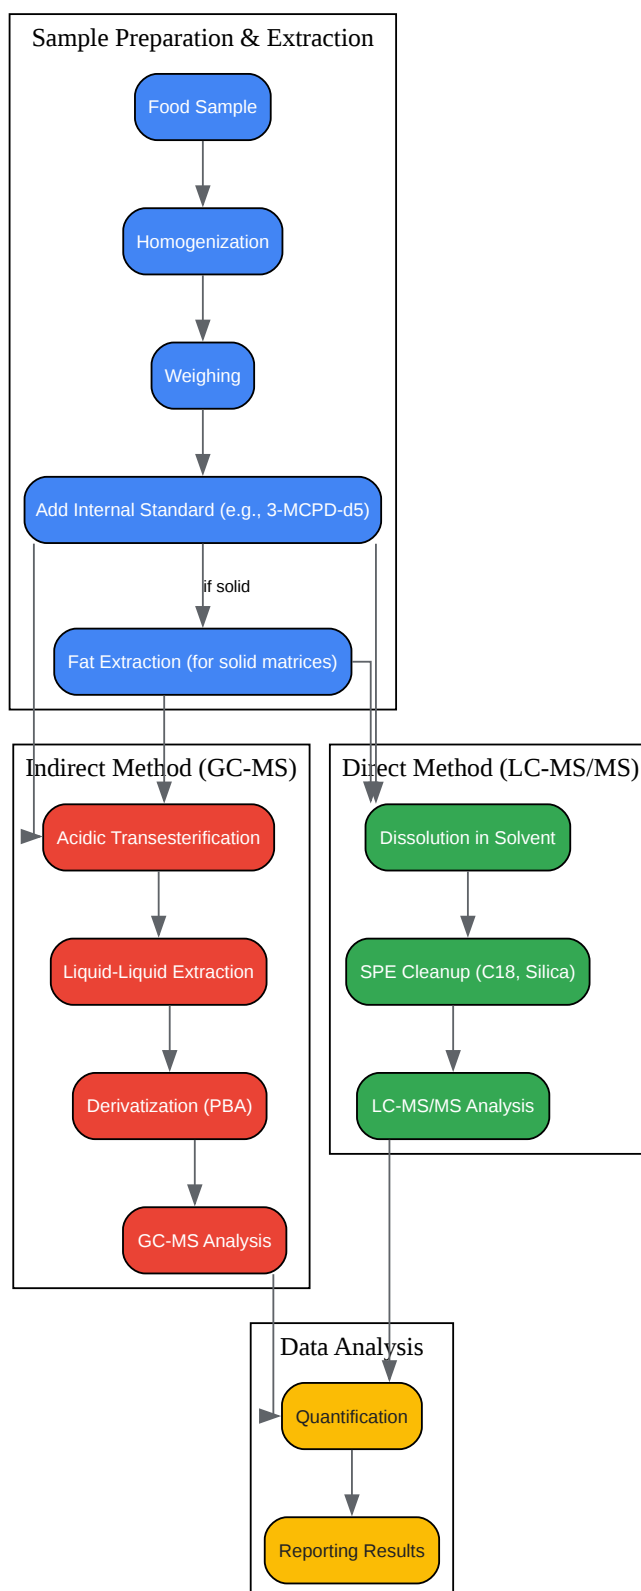 Sample Preparation & Extraction
Food Sample
Homogenization
Weighing
Add Internal Standard (e.g., 3-MCPD-d5)
if solid
Fat Extraction (for solid matrices)
Indirect Method (GC-MS)
Direct Method (LC-MS/MS)
Acidic Transesterification
Dissolution in Solvent
Liquid-Liquid Extraction
SPE Cleanup (C18, Silica)
Derivatization (PBA)
LC-MS/MS Analysis
GC-MS Analysis
Data Analysis
Quantification
Reporting Results